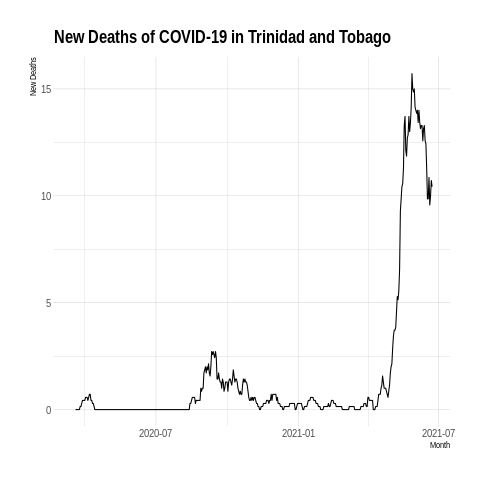 New Deaths of COVID-19 in Trinidad and Tobago
New Deaths
15
10
5
0
2020-07
2021-01
2021-07
Month